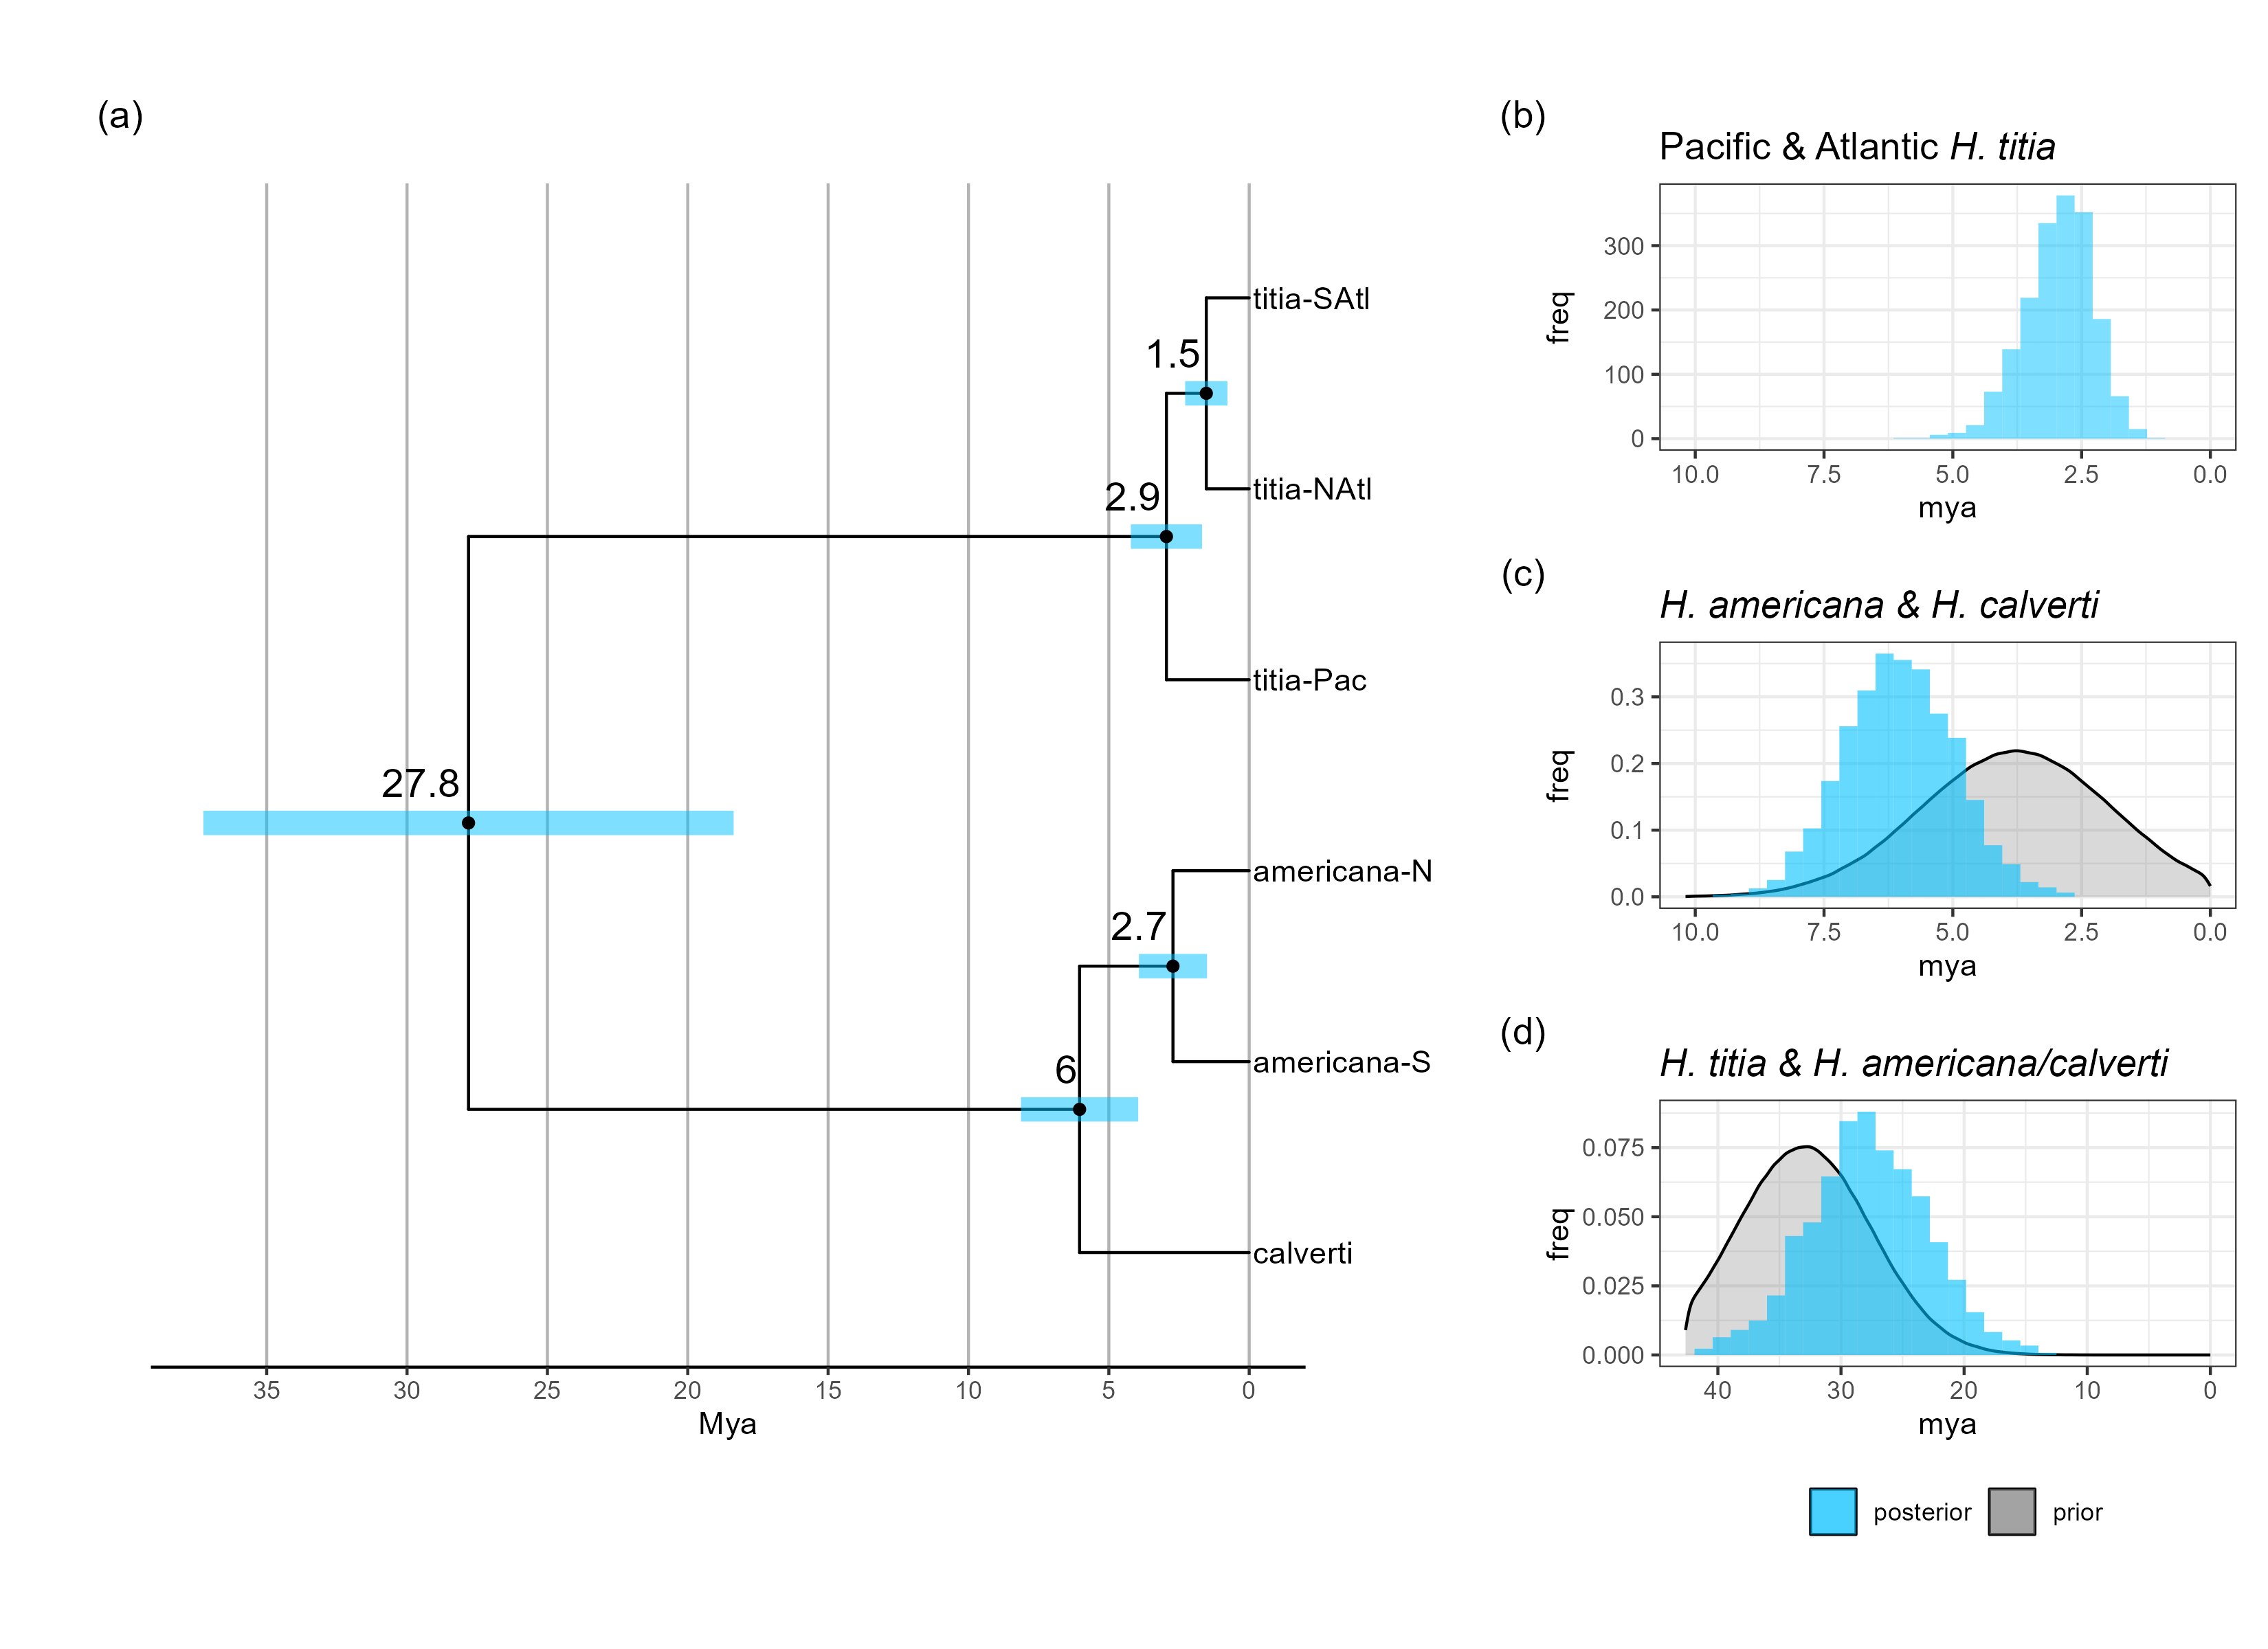 (a)
titia-SAtl
1.5
titia-NAtl
2.9
titia-Pac
27.8
americana-N
2.7
americana-S
6
calverti
35 30 25 20 15 10 5 0
Mya
(b)
Pacific & Atlantic H. titia
300
200
100
0
freq
10.0 7.5 5.0 2.5 0.0
mya
(c)
H. americana & H. calverti
0.3
0.2
0.1
0.0
freq
10.0 7.5 5.0 2.5 0.0
mya
(d)
H. titia & H. americana/calverti
0.075
0.050
0.025
0.000
freq
40 30 20 10 0
mya
posterior prior